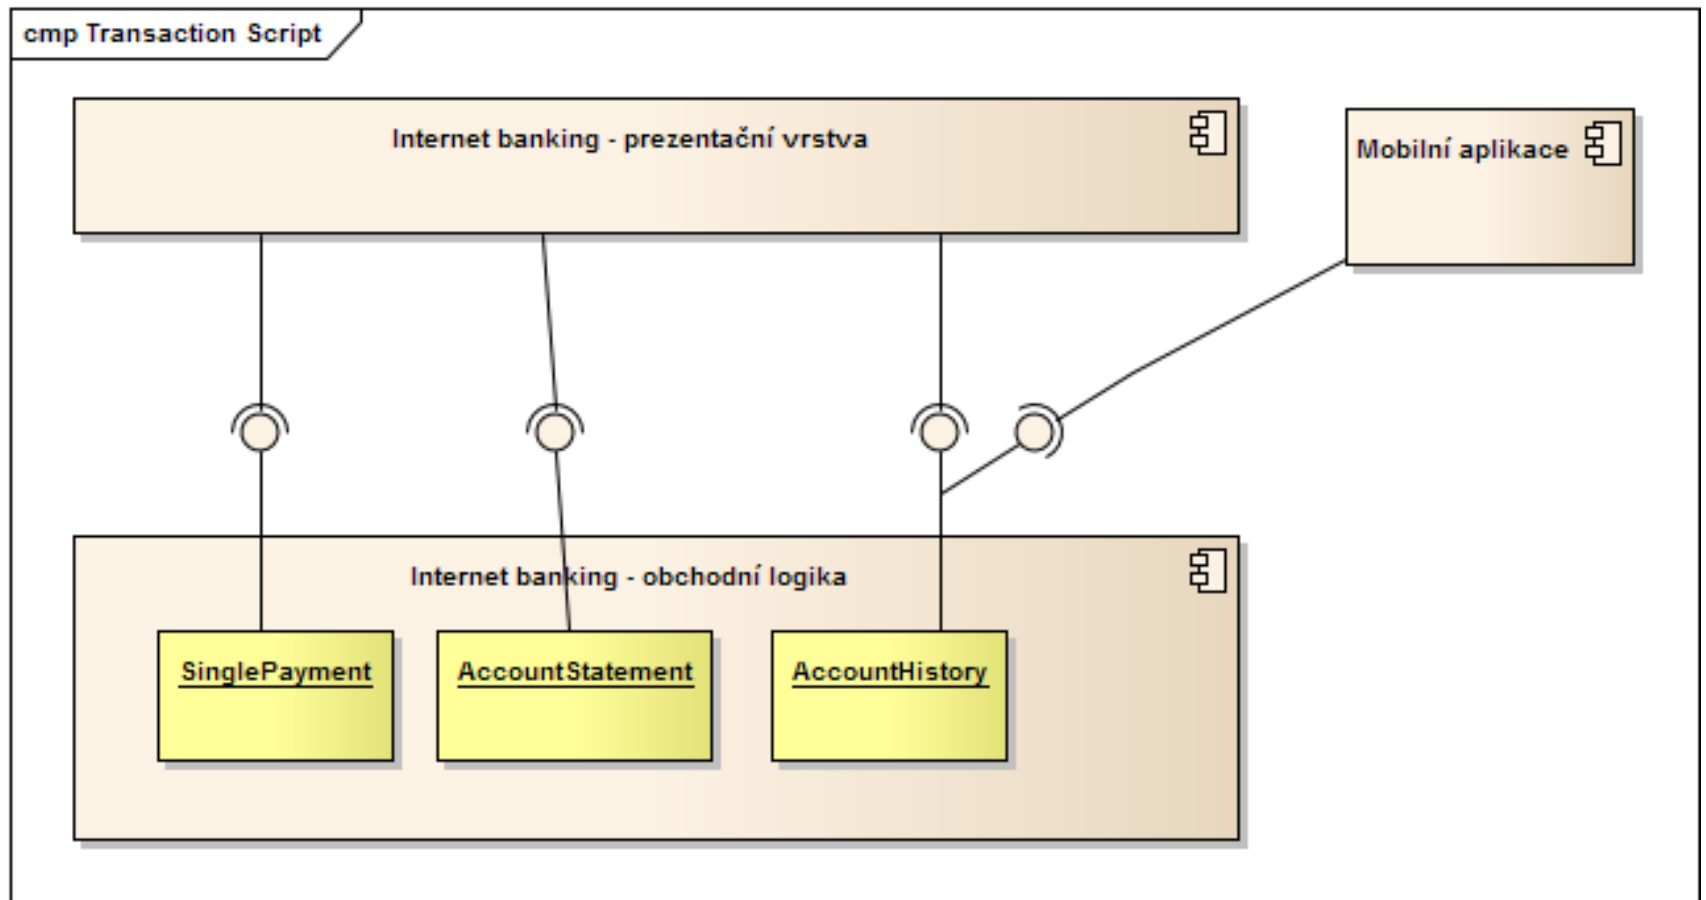 cmp Transaction Script
Internet banking - prezentační vrstva
Mobilní aplikace
Internet banking - obchodní logika
SinglePayment
AccountStatement
AccountHistory